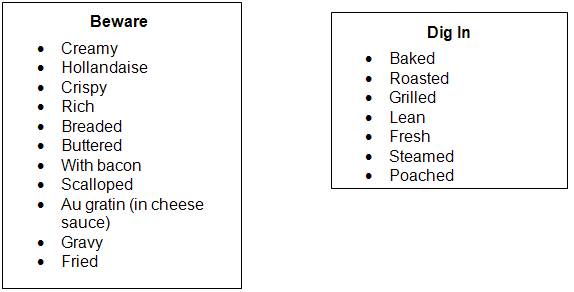 Beware
• Creamy
• Hollandaise
• Crispy
• Rich
• Breaded
• Buttered
• With bacon
• Scalloped
• Au gratin (in cheese
sauce)
• Gravy
• Fried
Dig In
• Baked
• Roasted
• Grilled
• Lean
• Fresh
• Steamed
• Poached